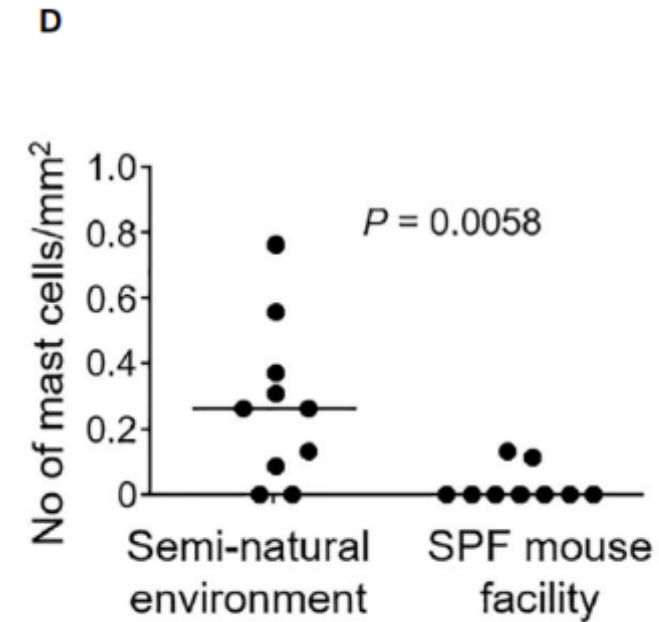 D
No of mast cells/mm²
1.0
0.8
0.6
0.4
0.2
0
P = 0.0058
Semi-natural
environment
SPF mouse
facility